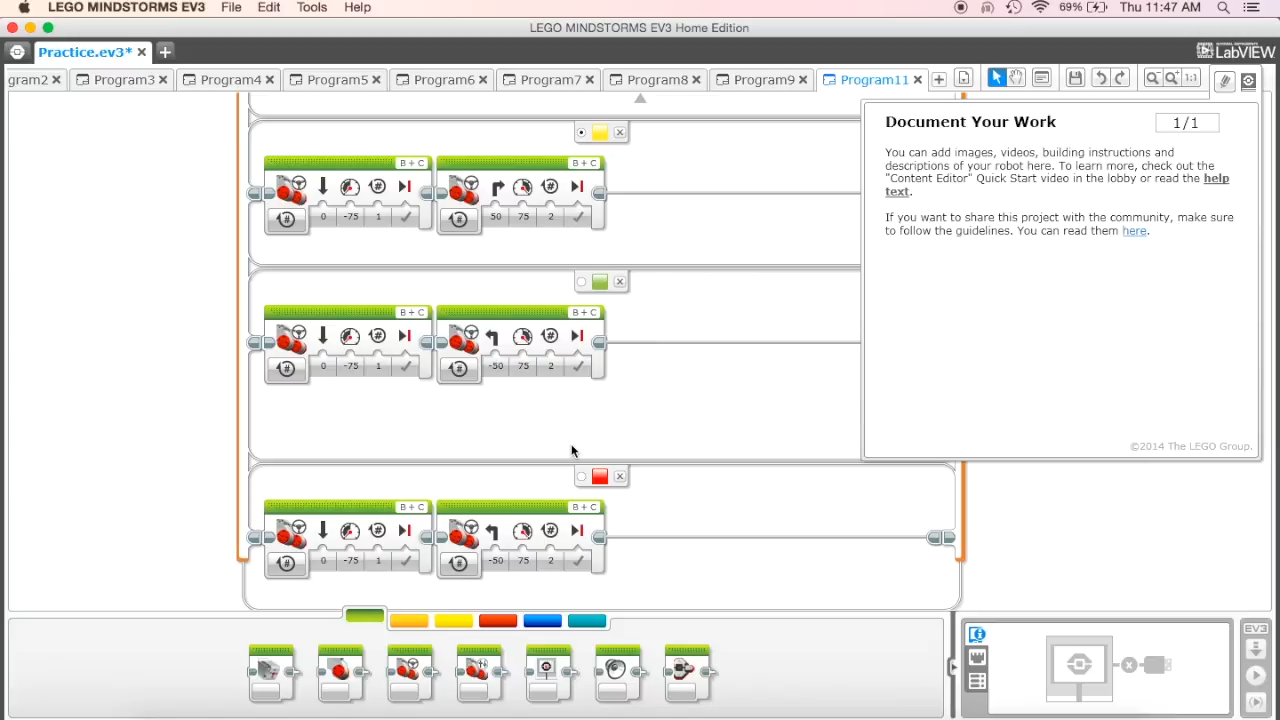 LEGO MINDSTORMS EV3 File Edit Tools Help 69% Thu 11:47 AM
LEGO MINDSTORMS EV3 Home Edition
Practice.ev3* LabVIEW
gram2 Program3 Program4 Program5 Program6 Program7 Program8 Program9 Program11 1:1
Document Your Work 1/1
You can add images, videos, building instructions and
descriptions of your robot here. To learn more, check out the
"Content Editor" Quick Start video in the lobby or read the help
text.
If you want to share this project with the community, make sure
to follow the guidelines. You can read them here.
©2014 The LEGO Group.
B + C B + C
# # #
0 -75 1 50 75 2
B + C B + C
# # #
0 -75 1 -50 75 2
B + C B + C
# # #
0 -75 1 -50 75 2
EV3